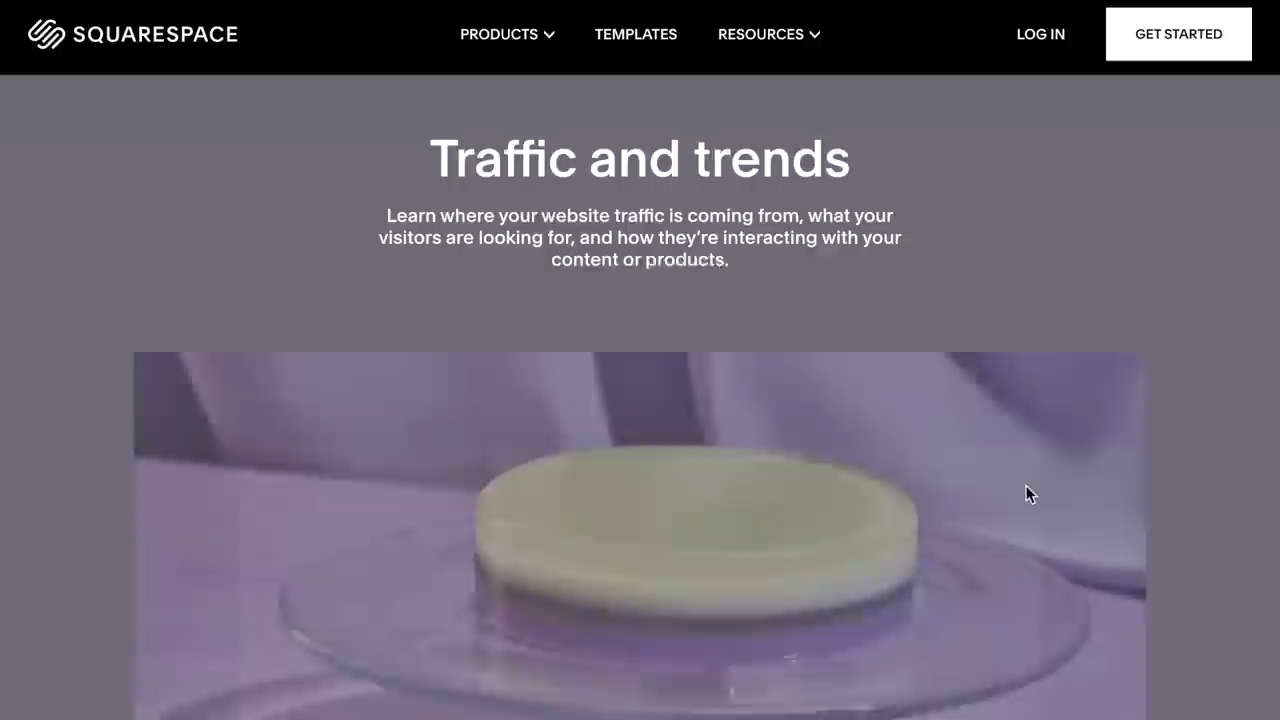 SQUARESPACE
PRODUCTS
TEMPLATES
RESOURCES
LOG IN
GET STARTED
Traffic and trends
Learn where your website traffic is coming from, what your
visitors are looking for, and how they’re interacting with your
content or products.